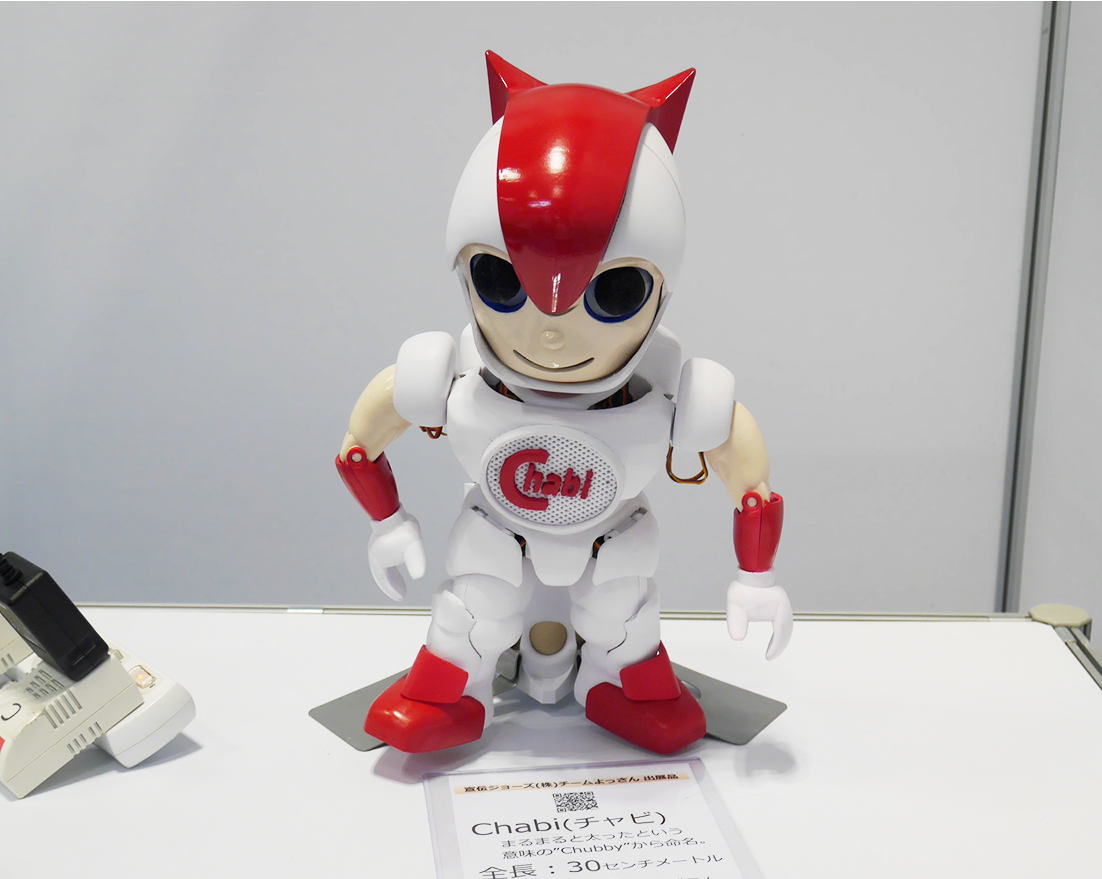 Chabi
宣伝ジョーズ(株)チームよっさん 出展品
Chabi(チャビ)
まるまると太ったという
意味の"Chubby"から命名。
全長：30センチメートル